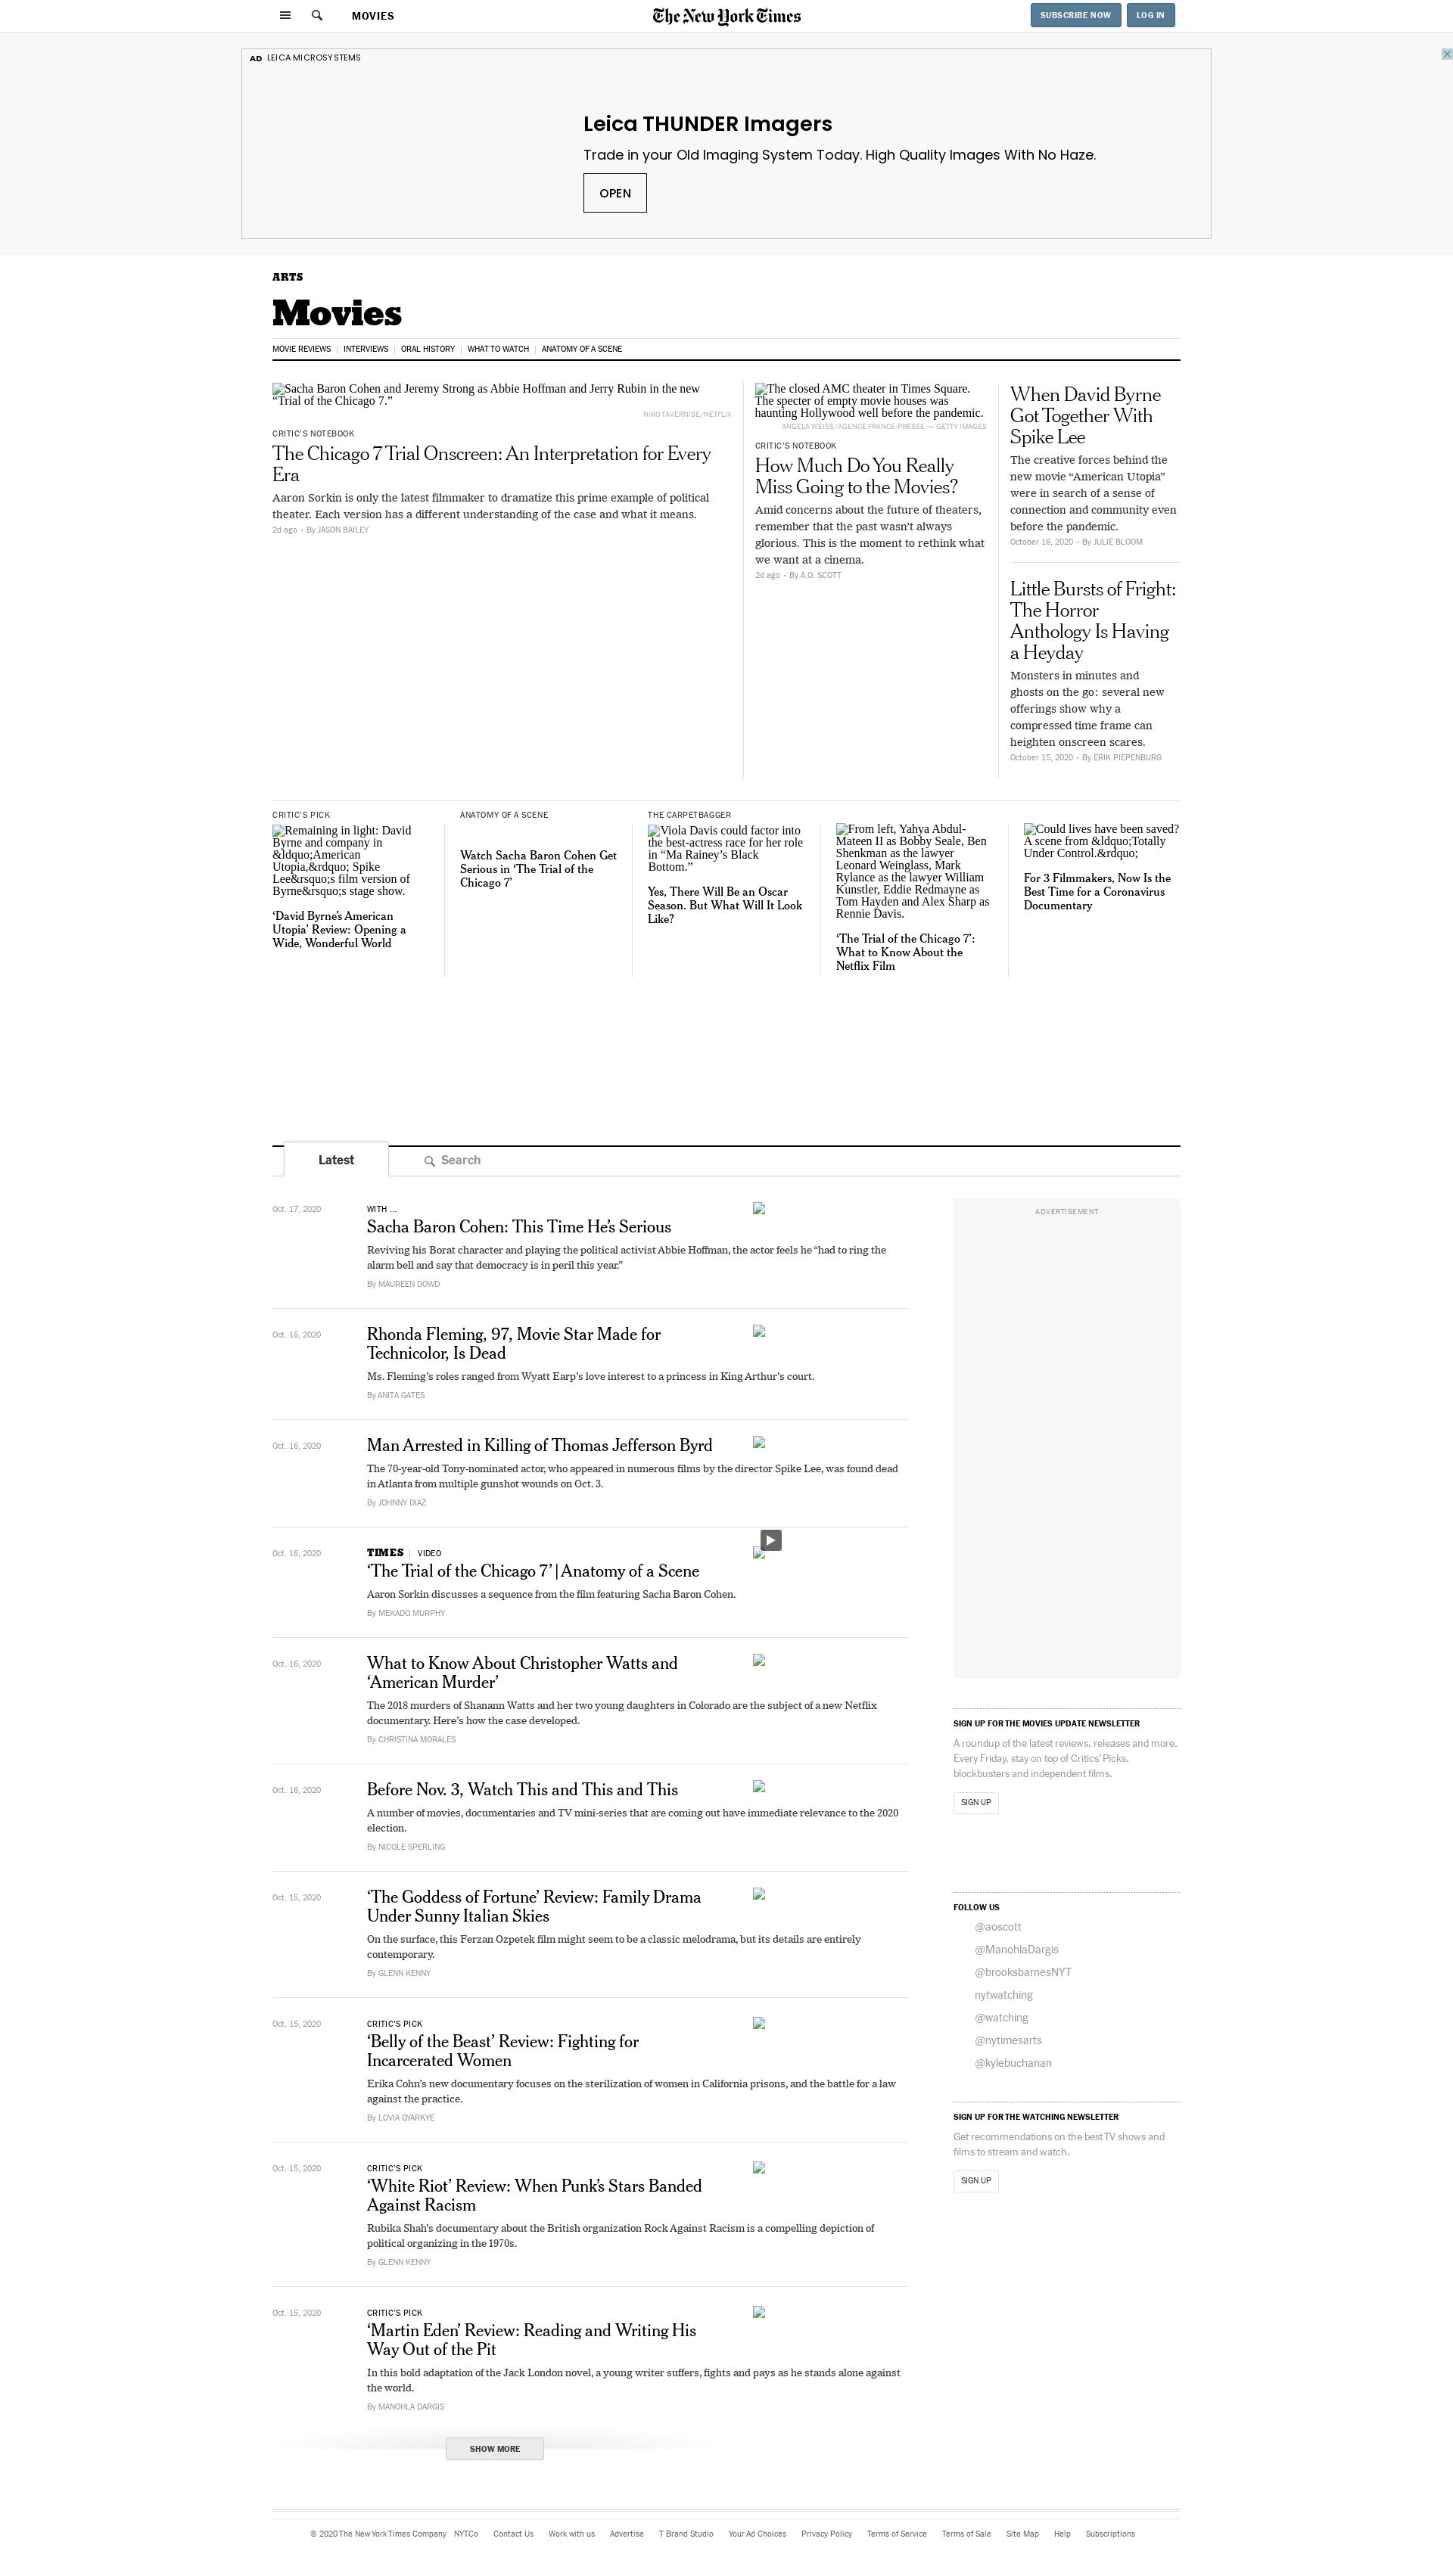 MOVIES
The New York Times
SUBSCRIBE NOW
LOG IN
AD LEICA MICROSYSTEMS
Leica THUNDER Imagers
Trade in your Old Imaging System Today. High Quality Images With No Haze.
OPEN
ARTS
Movies
MOVIE REVIEWS | INTERVIEWS | ORAL HISTORY | WHAT TO WATCH | ANATOMY OF A SCENE
Sacha Baron Cohen and Jeremy Strong as Abbie Hoffman and Jerry Rubin in the new
“Trial of the Chicago 7.”
NIKO TAVERNISE/NETFLIX
CRITIC’S NOTEBOOK
The Chicago 7 Trial Onscreen: An Interpretation for Every
Era
Aaron Sorkin is only the latest filmmaker to dramatize this prime example of political
theater. Each version has a different understanding of the case and what it means.
2d ago • By JASON BAILEY
The closed AMC theater in Times Square.
The specter of empty movie houses was
haunting Hollywood well before the pandemic.
ANGELA WEISS/AGENCE FRANCE-PRESSE — GETTY IMAGES
CRITIC’S NOTEBOOK
How Much Do You Really
Miss Going to the Movies?
Amid concerns about the future of theaters,
remember that the past wasn’t always
glorious. This is the moment to rethink what
we want at a cinema.
2d ago • By A.O. SCOTT
When David Byrne
Got Together With
Spike Lee
The creative forces behind the
new movie “American Utopia”
were in search of a sense of
connection and community even
before the pandemic.
October 16, 2020 • By JULIE BLOOM
Little Bursts of Fright:
The Horror
Anthology Is Having
a Heyday
Monsters in minutes and
ghosts on the go: several new
offerings show why a
compressed time frame can
heighten onscreen scares.
October 15, 2020 • By ERIK PIEPENBURG
CRITIC’S PICK
Remaining in light: David
Byrne and company in
&ldquo;American
Utopia,&rdquo; Spike
Lee&rsquo;s film version of
Byrne&rsquo;s stage show.
‘David Byrne’s American
Utopia’ Review: Opening a
Wide, Wonderful World
ANATOMY OF A SCENE
Watch Sacha Baron Cohen Get
Serious in ‘The Trial of the
Chicago 7’
THE CARPETBAGGER
Viola Davis could factor into
the best-actress race for her role
in “Ma Rainey’s Black
Bottom.”
Yes, There Will Be an Oscar
Season. But What Will It Look
Like?
From left, Yahya Abdul-
Mateen II as Bobby Seale, Ben
Shenkman as the lawyer
Leonard Weinglass, Mark
Rylance as the lawyer William
Kunstler, Eddie Redmayne as
Tom Hayden and Alex Sharp as
Rennie Davis.
‘The Trial of the Chicago 7’:
What to Know About the
Netflix Film
Could lives have been saved?
A scene from &ldquo;Totally
Under Control.&rdquo;
For 3 Filmmakers, Now Is the
Best Time for a Coronavirus
Documentary
Latest
Search
Oct. 17, 2020
WITH ...
Sacha Baron Cohen: This Time He’s Serious
Reviving his Borat character and playing the political activist Abbie Hoffman, the actor feels he “had to ring the
alarm bell and say that democracy is in peril this year.”
By MAUREEN DOWD
Oct. 16, 2020
Rhonda Fleming, 97, Movie Star Made for
Technicolor, Is Dead
Ms. Fleming’s roles ranged from Wyatt Earp’s love interest to a princess in King Arthur’s court.
By ANITA GATES
Oct. 16, 2020
Man Arrested in Killing of Thomas Jefferson Byrd
The 70-year-old Tony-nominated actor, who appeared in numerous films by the director Spike Lee, was found dead
in Atlanta from multiple gunshot wounds on Oct. 3.
By JOHNNY DIAZ
Oct. 16, 2020
TIMES | VIDEO
‘The Trial of the Chicago 7’ | Anatomy of a Scene
Aaron Sorkin discusses a sequence from the film featuring Sacha Baron Cohen.
By MEKADO MURPHY
Oct. 16, 2020
What to Know About Christopher Watts and
‘American Murder’
The 2018 murders of Shanann Watts and her two young daughters in Colorado are the subject of a new Netflix
documentary. Here’s how the case developed.
By CHRISTINA MORALES
Oct. 16, 2020
Before Nov. 3, Watch This and This and This
A number of movies, documentaries and TV mini-series that are coming out have immediate relevance to the 2020
election.
By NICOLE SPERLING
Oct. 15, 2020
‘The Goddess of Fortune’ Review: Family Drama
Under Sunny Italian Skies
On the surface, this Ferzan Ozpetek film might seem to be a classic melodrama, but its details are entirely
contemporary.
By GLENN KENNY
Oct. 15, 2020
CRITIC’S PICK
‘Belly of the Beast’ Review: Fighting for
Incarcerated Women
Erika Cohn’s new documentary focuses on the sterilization of women in California prisons, and the battle for a law
against the practice.
By LOVIA GYARKYE
Oct. 15, 2020
CRITIC’S PICK
‘White Riot’ Review: When Punk’s Stars Banded
Against Racism
Rubika Shah’s documentary about the British organization Rock Against Racism is a compelling depiction of
political organizing in the 1970s.
By GLENN KENNY
Oct. 15, 2020
CRITIC’S PICK
‘Martin Eden’ Review: Reading and Writing His
Way Out of the Pit
In this bold adaptation of the Jack London novel, a young writer suffers, fights and pays as he stands alone against
the world.
By MANOHLA DARGIS
SHOW MORE
ADVERTISEMENT
SIGN UP FOR THE MOVIES UPDATE NEWSLETTER
A roundup of the latest reviews, releases and more.
Every Friday, stay on top of Critics’ Picks,
blockbusters and independent films.
SIGN UP
FOLLOW US
@aoscott
@ManohlaDargis
@brooksbarnesNYT
nytwatching
@watching
@nytimesarts
@kylebuchanan
SIGN UP FOR THE WATCHING NEWSLETTER
Get recommendations on the best TV shows and
films to stream and watch.
SIGN UP
© 2020 The New York Times Company NYTCo Contact Us Work with us Advertise T Brand Studio Your Ad Choices Privacy Policy Terms of Service Terms of Sale Site Map Help Subscriptions